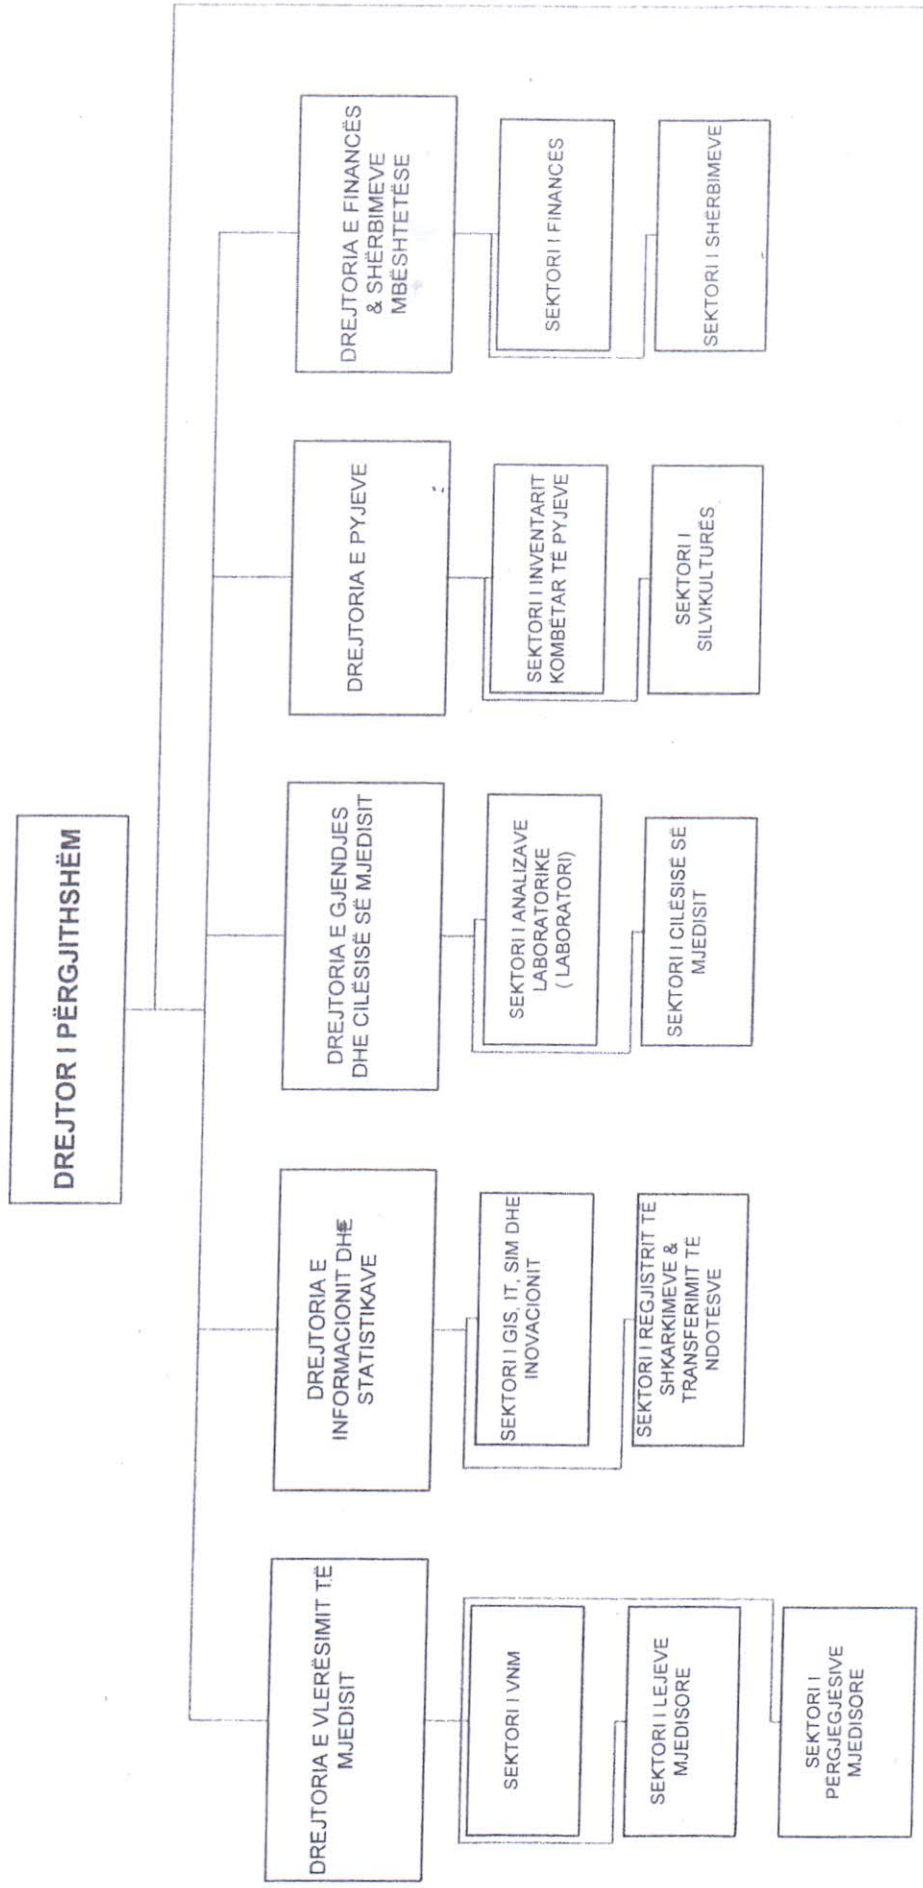 DREJTOR I PËRGJITHSHËM
DREJTORIA E VLERËSIMIT TË
MJEDISIT
SEKTORI I VNM
SEKTORI I LEJEVE
MJEDISORE
SEKTORI I
PERGJEGJËSIVE
MJEDISORE
DREJTORIA E
INFORMACIONIT DHE
STATISTIKAVE
SEKTORI I GIS, IT, SIM DHE
INOVACIONIT
SEKTORI I REGJISTRIT TË
SHKARKIMEVE &
TRANSFERIMIT TË
NDOTËSVE
DREJTORIA E GJENDJES
DHE CILËSISË SË MJEDISIT
SEKTORI I ANALIZAVE
LABORATORIKE
( LABORATORI)
SEKTORI I CILËSISË SË
MJEDISIT
DREJTORIA E PYJEVE
SEKTORI I INVENTARIT
KOMBËTAR TË PYJEVE
SEKTORI I
SILVIKULTURËS
DREJTORIA E FINANCËS
& SHËRBIMEVE
MBËSHTETËSE
SEKTORI I FINANCËS
SEKTORI I SHËRBIMEVE